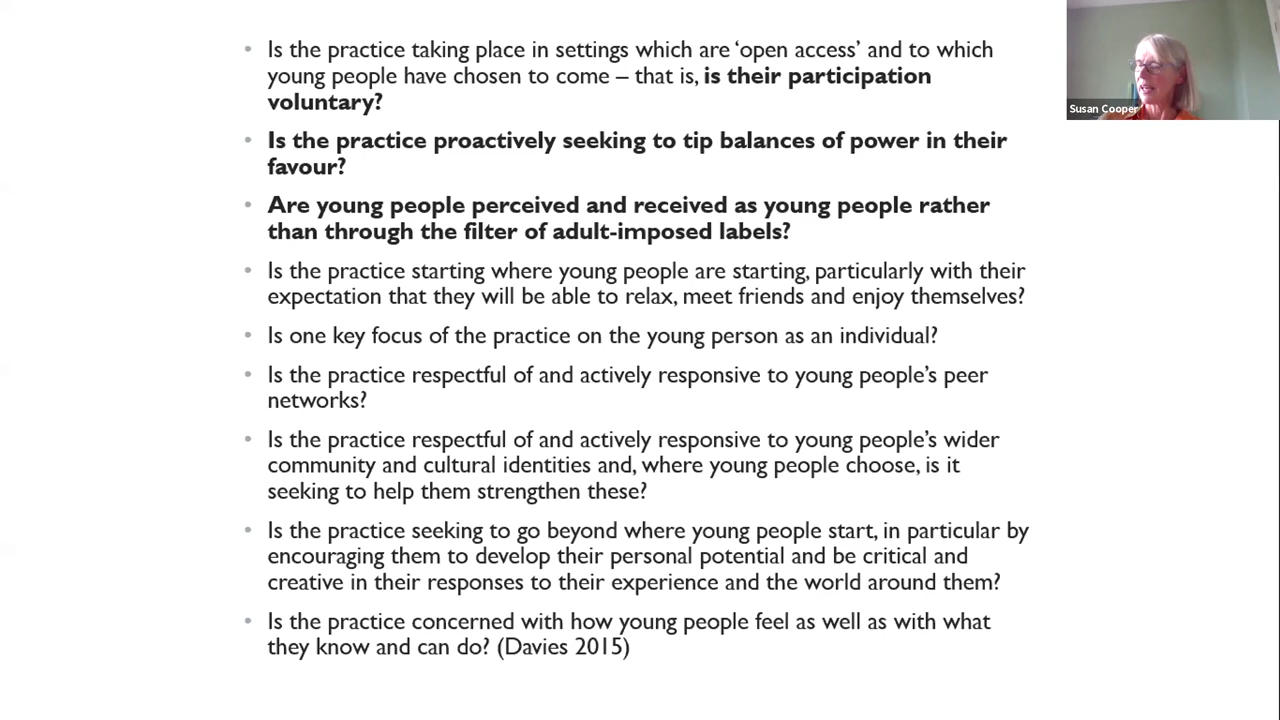 • Is the practice taking place in settings which are ‘open access’ and to which
young people have chosen to come – that is, is their participation
voluntary?
• Is the practice proactively seeking to tip balances of power in their
favour?
• Are young people perceived and received as young people rather
than through the filter of adult-imposed labels?
• Is the practice starting where young people are starting, particularly with their
expectation that they will be able to relax, meet friends and enjoy themselves?
• Is one key focus of the practice on the young person as an individual?
• Is the practice respectful of and actively responsive to young people’s peer
networks?
• Is the practice respectful of and actively responsive to young people’s wider
community and cultural identities and, where young people choose, is it
seeking to help them strengthen these?
• Is the practice seeking to go beyond where young people start, in particular by
encouraging them to develop their personal potential and be critical and
creative in their responses to their experience and the world around them?
• Is the practice concerned with how young people feel as well as with what
they know and can do? (Davies 2015)
Susan Cooper